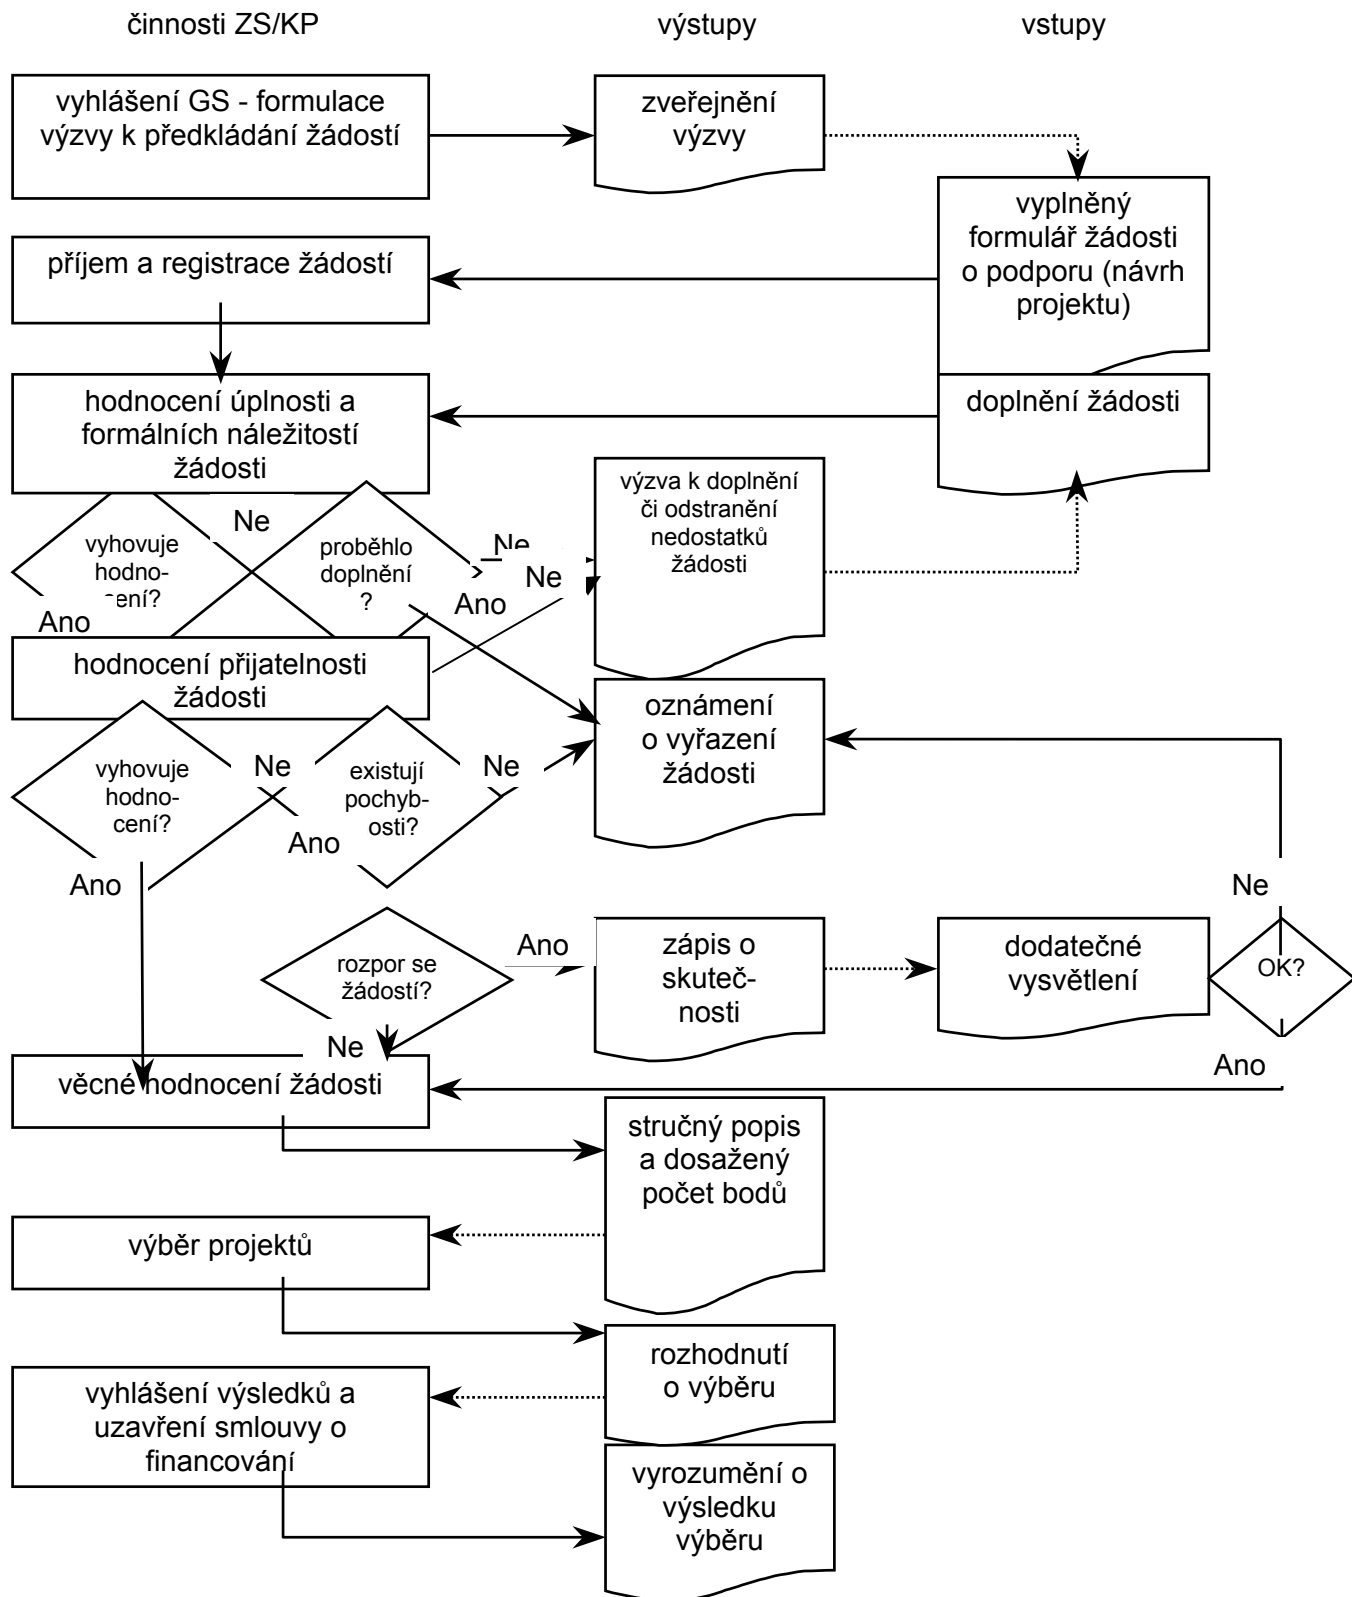 činnosti ZS/KP
výstupy
vstupy
vyhlášení GS - formulace
výzvy k předkládání žádostí
zveřejnění
výzvy
vyplněný
formulář žádosti
o podporu (návrh
projektu)
příjem a registrace žádostí
hodnocení úplnosti a
formálních náležitostí
žádosti
doplnění žádosti
výzva k doplnění
či odstranění
nedostatků
žádosti
Ne
vyhovuje
hodno-
cení?
proběhlo
doplnění
?
Ne
Ne
Ano
Ano
hodnocení přijatelnosti
žádosti
oznámení
o vyřazení
žádosti
vyhovuje
hodno-
cení?
Ne
existují
pochyb-
osti?
Ne
Ano
Ano
Ne
rozpor se
žádostí?
Ano
zápis o
skuteč-
nosti
dodatečné
vysvětlení
OK?
Ne
Ano
věcné hodnocení žádosti
stručný popis
a dosažený
počet bodů
výběr projektů
rozhodnutí
o výběru
vyhlášení výsledků a
uzavření smlouvy o
financování
vyrozumění o
výsledku
výběru